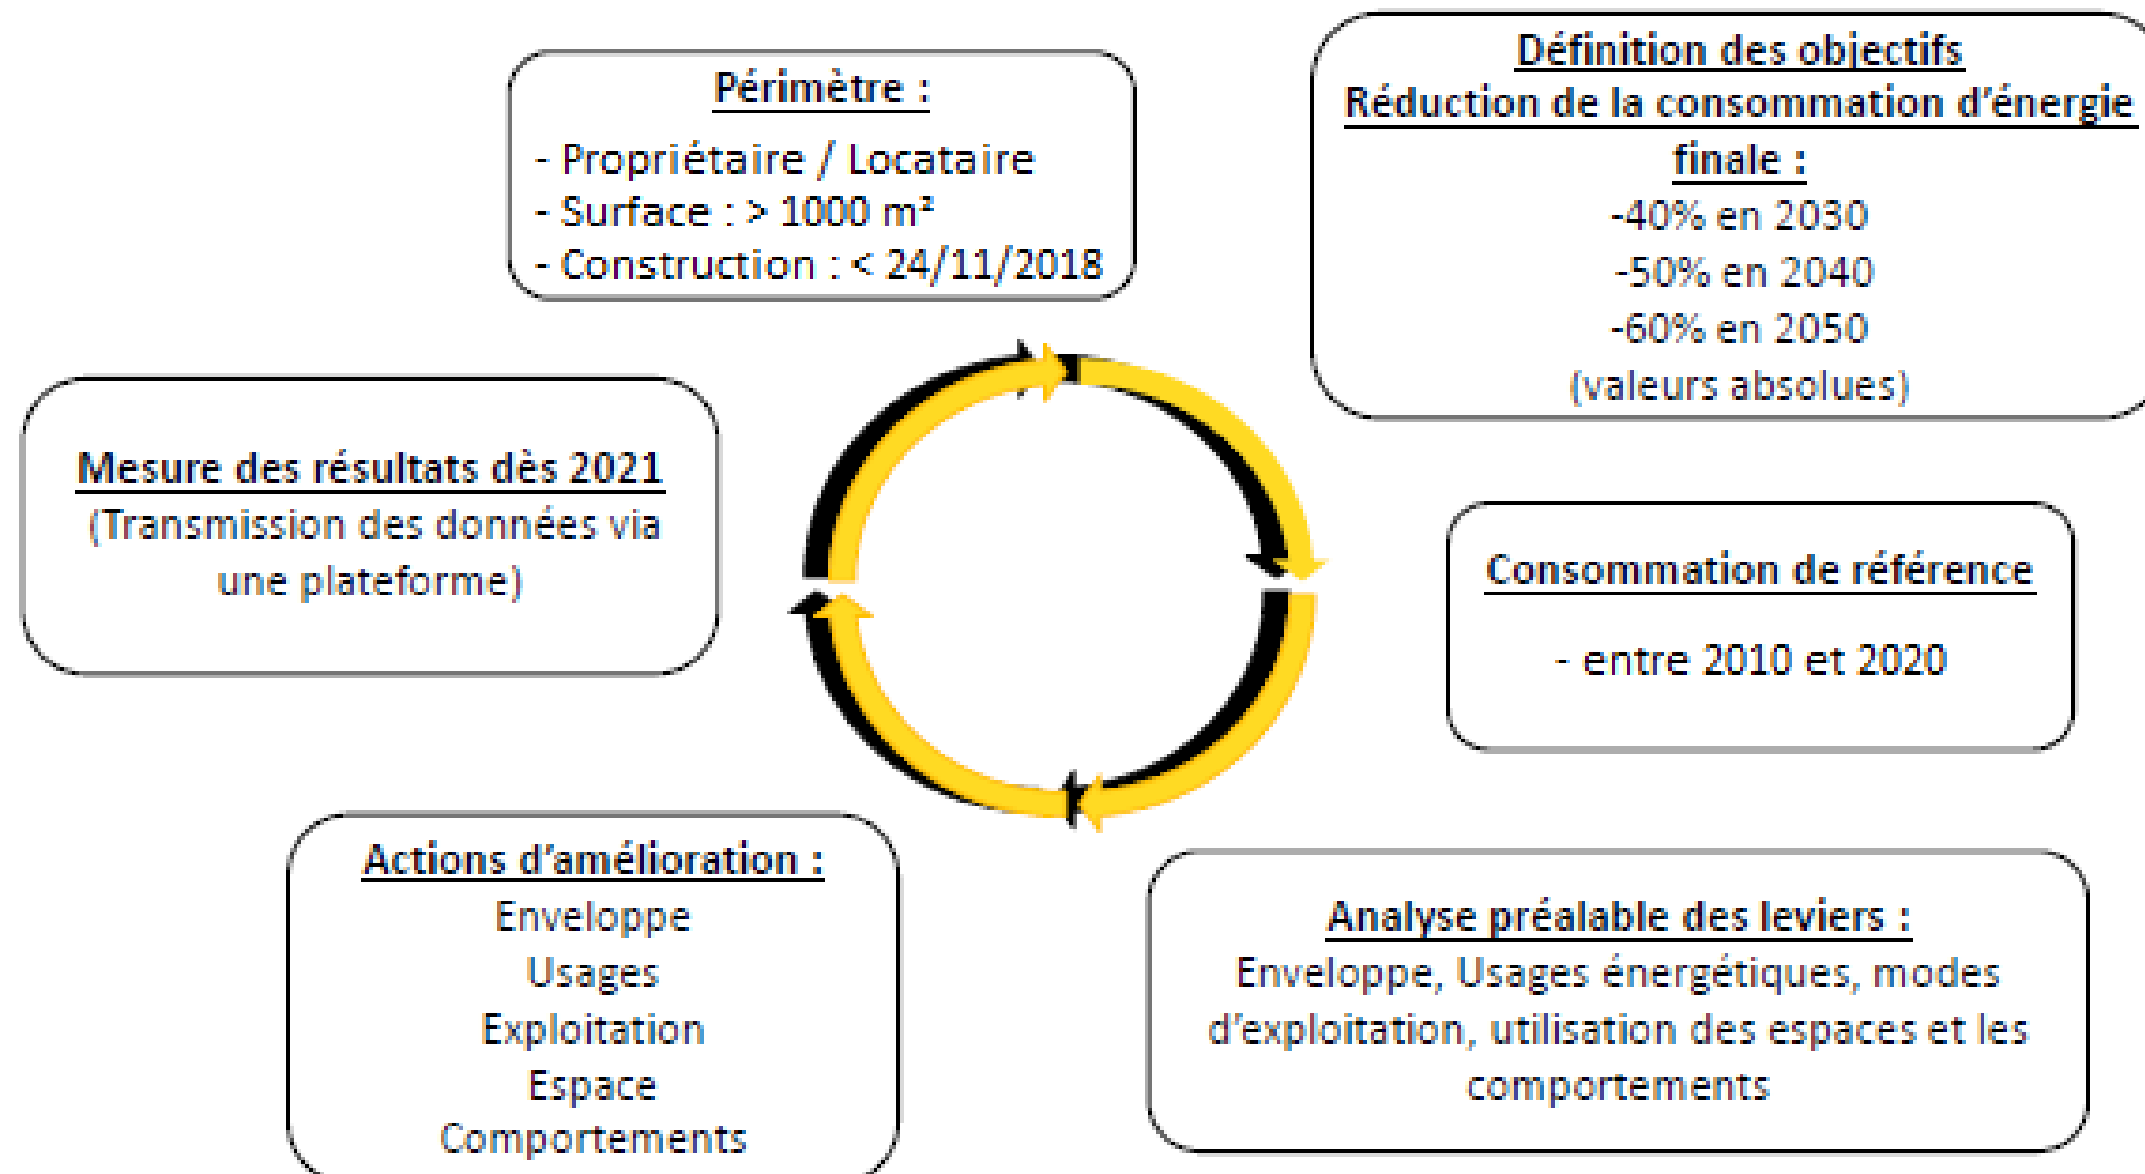 Périmètre :
- Propriétaire / Locataire
- Surface : > 1000 m²
- Construction : < 24/11/2018
Définition des objectifs
Réduction de la consommation d'énergie
finale :
-40% en 2030
-50% en 2040
-60% en 2050
(valeurs absolues)
Consommation de référence
- entre 2010 et 2020
Analyse préalable des leviers :
Enveloppe, Usages énergétiques, modes
d'exploitation, utilisation des espaces et les
comportements
Actions d'amélioration :
Enveloppe
Usages
Exploitation
Espace
Comportements
Mesure des résultats dès 2021
(Transmission des données via
une plateforme)